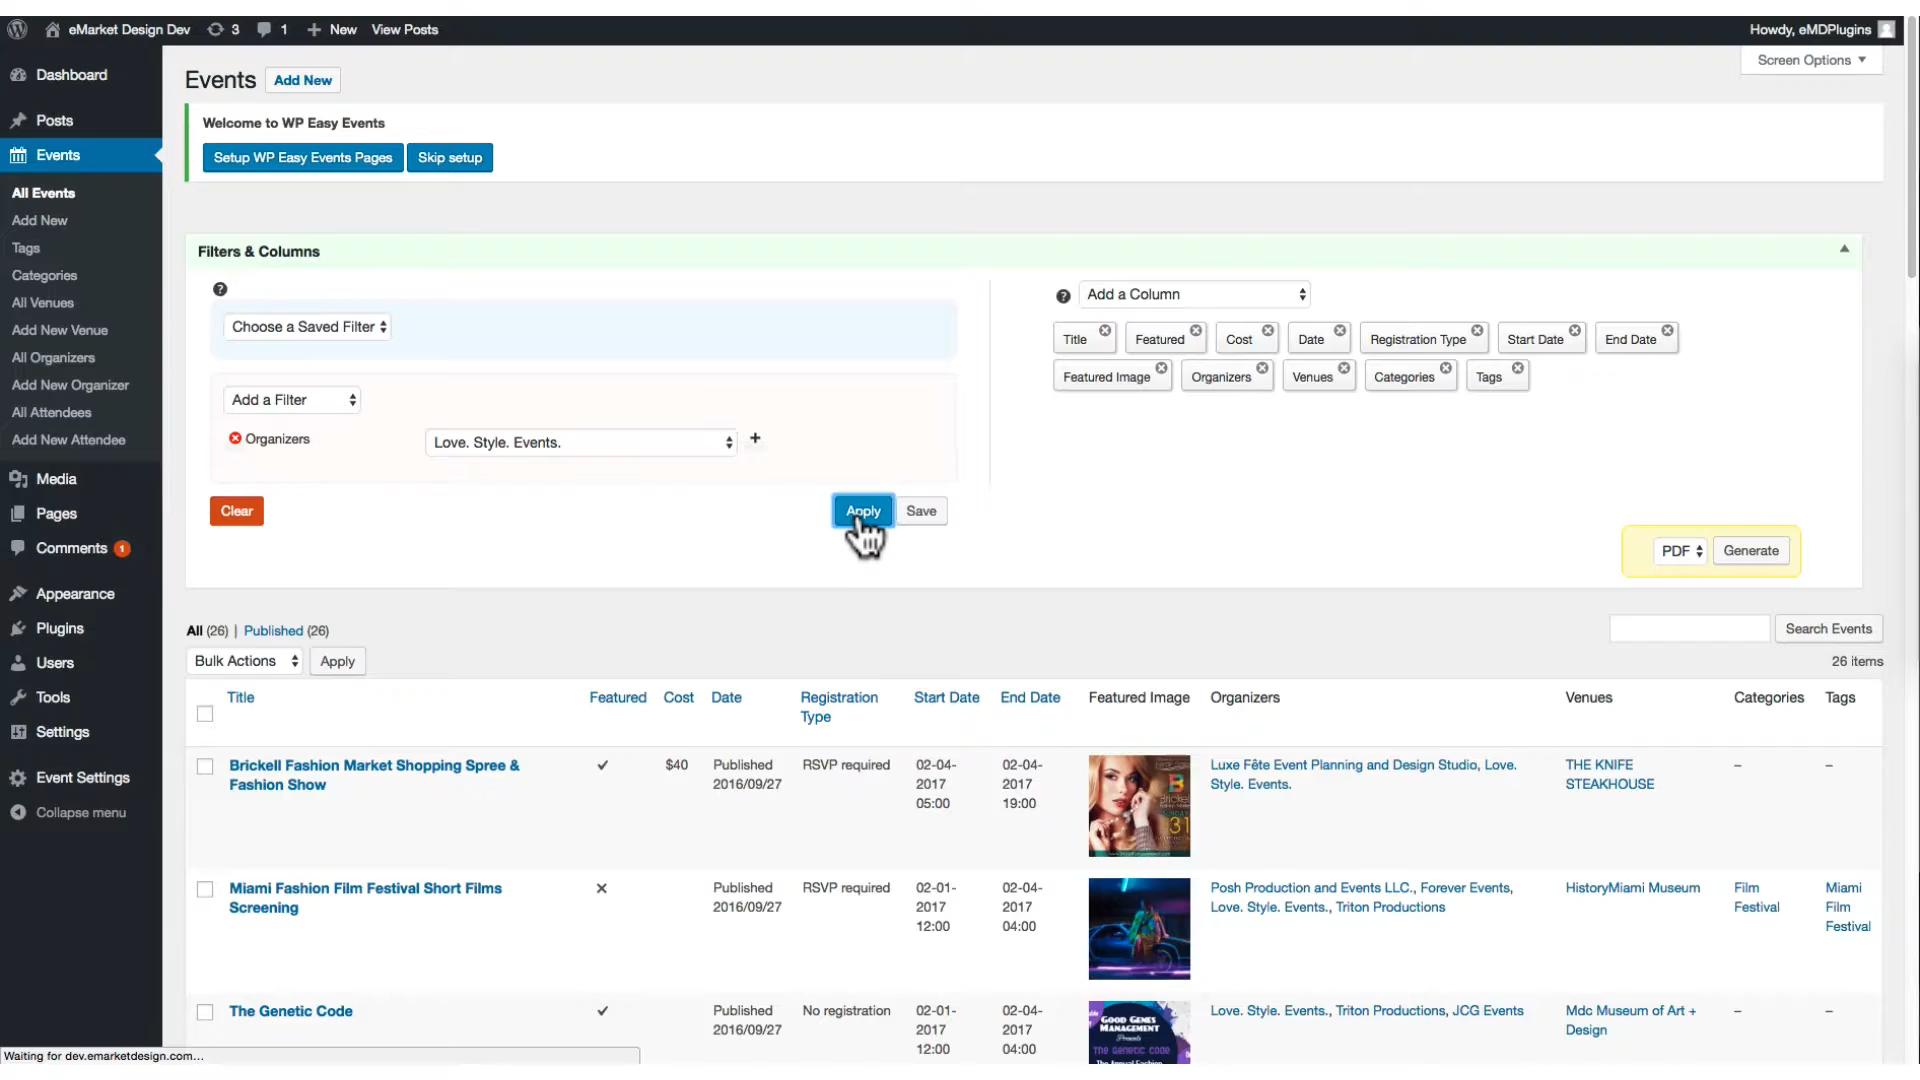 eMarket Design Dev 3 1 New View Posts Howdy, eMDPlugins
Screen Options
Dashboard
Posts
Events
All Events
Add New
Tags
Categories
All Venues
Add New Venue
All Organizers
Add New Organizer
All Attendees
Add New Attendee
Media
Pages
Comments 1
Appearance
Plugins
Users
Tools
Settings
Event Settings
Collapse menu
Events Add New
Welcome to WP Easy Events
Setup WP Easy Events Pages Skip setup
Filters & Columns
?
Choose a Saved Filter
Add a Filter
Organizers Love. Style. Events. +
Clear Apply Save
? Add a Column
Title Featured Cost Date Registration Type Start Date End Date
Featured Image Organizers Venues Categories Tags
PDF Generate
All (26) | Published (26)
Search Events
Bulk Actions Apply
26 items
Title Featured Cost Date Registration Start Date End Date Featured Image Organizers Venues Categories Tags
Type
Brickell Fashion Market Shopping Spree & $40 Published RSVP required 02-04- 02-04- Luxe Fête Event Planning and Design Studio, Love. THE KNIFE – –
Fashion Show 2016/09/27 2017 2017 Style. Events. STEAKHOUSE
05:00 19:00
Miami Fashion Film Festival Short Films Published RSVP required 02-01- 02-04- Posh Production and Events LLC., Forever Events, HistoryMiami Museum Film Miami
Screening 2016/09/27 2017 2017 Love. Style. Events., Triton Productions Festival Film
12:00 04:00 Festival
The Genetic Code Published No registration 02-01- 02-04- Love. Style. Events., Triton Productions, JCG Events Mdc Museum of Art + – –
2016/09/27 2017 2017 Design
12:00 04:00
31
GOOD GENES
MANAGEMENT
Presents
THE GENETIC CODE
Waiting for dev.emarketdesign.com...